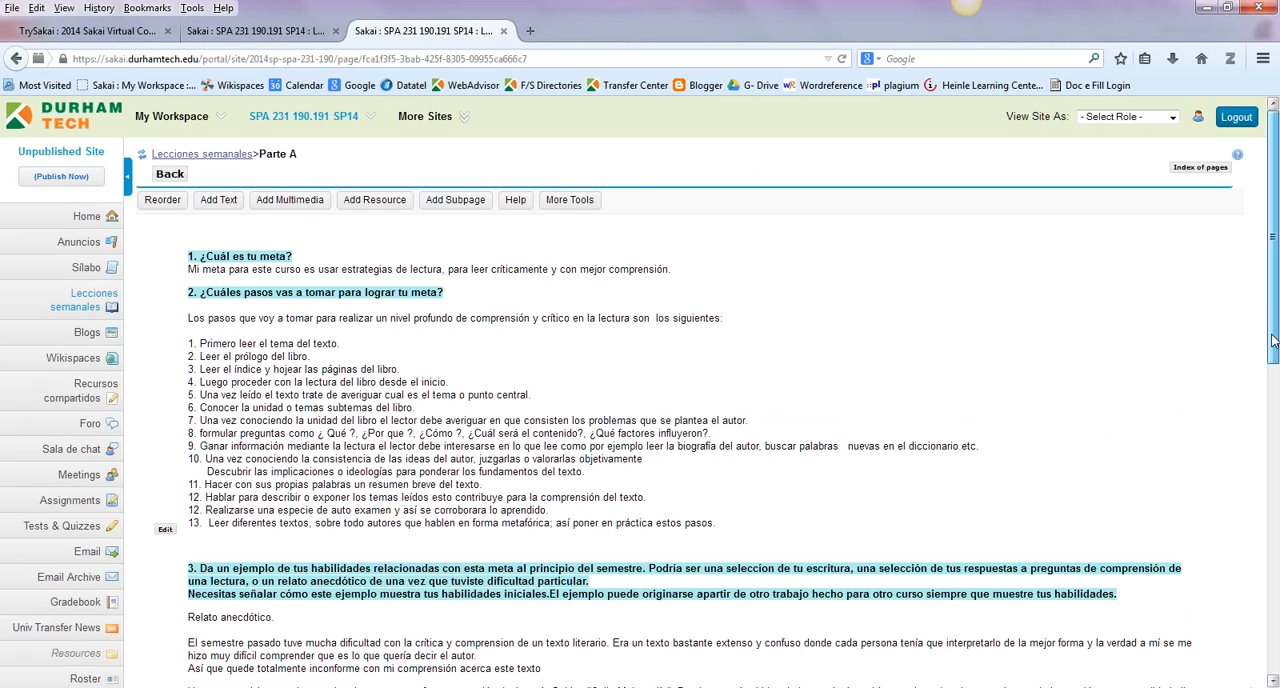 File Edit View History Bookmarks Tools Help
TrySakai : 2014 Sakai Virtual Co... × Sakai : SPA 231 190.191 SP14 : L... × Sakai : SPA 231 190.191 SP14 : L... × +
https://sakai.durhamtech.edu/portal/site/2014sp-spa-231-190/page/fca1f3f5-3bab-425f-8305-09955ca666c7 Google
Most Visited Sakai : My Workspace :... Wikispaces Calendar Google Datatel WebAdvisor F/S Directories Transfer Center Blogger G- Drive Wordreference plagium Heinle Learning Cente... Doc e Fill Login
DURHAM TECH
My Workspace SPA 231 190.191 SP14 More Sites View Site As: - Select Role - Logout
Unpublished Site
(Publish Now)
Lecciones semanales>Parte A
Back
Index of pages
Reorder Add Text Add Multimedia Add Resource Add Subpage Help More Tools
Home
Anuncios
Sílabo
Lecciones semanales
Blogs
Wikispaces
Recursos compartidos
Foro
Sala de chat
Meetings
Assignments
Tests & Quizzes
Email
Email Archive
Gradebook
Univ Transfer News
Resources
Roster
1. ¿Cuál es tu meta?
Mi meta para este curso es usar estrategias de lectura, para leer críticamente y con mejor comprensión.
2. ¿Cuáles pasos vas a tomar para lograr tu meta?
Los pasos que voy a tomar para realizar un nivel profundo de comprensión y crítico en la lectura son los siguientes:
1. Primero leer el tema del texto.
2. Leer el prólogo del libro.
3. Leer el índice y hojear las páginas del libro.
4. Luego proceder con la lectura del libro desde el inicio.
5. Una vez leído el texto trate de averiguar cual es el tema o punto central.
6. Conocer la unidad o temas subtemas del libro.
7. Una vez conociendo la unidad del libro el lector debe averiguar en que consisten los problemas que se plantea el autor.
8. formular preguntas como ¿ Qué ?, ¿Por que ?, ¿Cómo ?, ¿Cuál será el contenido?, ¿Qué factores influyeron?.
9. Ganar información mediante la lectura el lector debe interesarse en lo que lee como por ejemplo leer la biografía del autor, buscar palabras nuevas en el diccionario etc.
10. Una vez conociendo la consistencia de las ideas del autor, juzgarlas o valorarlas objetivamente
Descubrir las implicaciones o ideologías para ponderar los fundamentos del texto.
11. Hacer con sus propias palabras un resumen breve del texto.
12. Hablar para describir o exponer los temas leídos esto contribuye para la comprensión del texto.
12. Realizarse una especie de auto examen y así se corroborara lo aprendido.
13. Leer diferentes textos, sobre todo autores que hablen en forma metafórica; así poner en práctica estos pasos.
Edit
3. Da un ejemplo de tus habilidades relacionadas con esta meta al principio del semestre. Podría ser una seleccíon de tu escritura, una selección de tus respuestas a preguntas de comprensión de
una lectura, o un relato anecdótico de una vez que tuviste dificultad particular.
Necesitas señalar cómo este ejemplo muestra tus habilidades iniciales.El ejemplo puede originarse apartir de otro trabajo hecho para otro curso siempre que muestre tus habilidades.
Relato anecdótico.
El semestre pasado tuve mucha dificultad con la crítica y comprension de un texto literario. Era un texto bastante extenso y confuso donde cada persona tenía que interpretarlo de la mejor forma y la verdad a mí se me
hizo muy difícil comprender que es lo que quería decir el autor.
Así que quede totalmente inconforme con mi comprensión acerca este texto